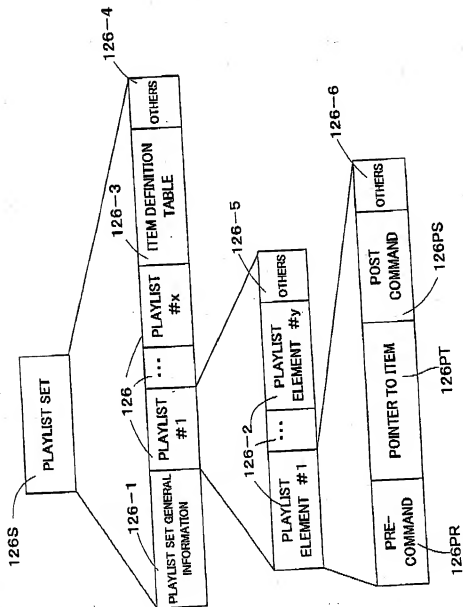 126S
PLAYLIST SET
126-1
126
126-3
126-4
PLAYLIST SET GENERAL
INFORMATION
PLAYLIST
#1
...
PLAYLIST
#x
ITEM DEFINITION
TABLE
OTHERS
126-2
126-5
PLAYLIST
ELEMENT #1
...
PLAYLIST
ELEMENT #y
OTHERS
126-6
PRE-
COMMAND
POINTER TO ITEM
POST
COMMAND
OTHERS
126PR
126PT
126PS